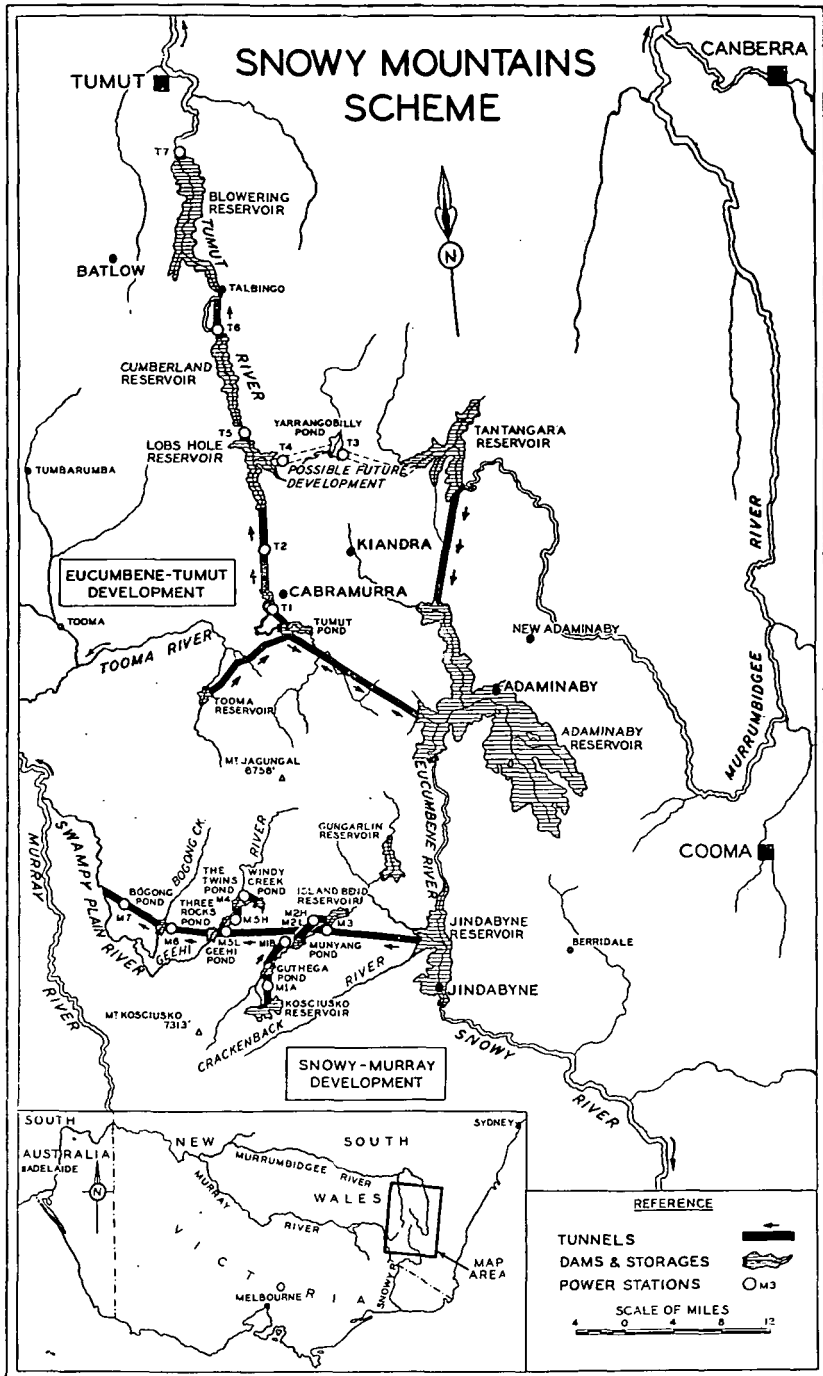 SNOWY MOUNTAINS
SCHEME
TUMUT
CANBERRA
T7
BLOWERING
RESERVOIR
TUMUT
RIVER
N
BATLOW
TALBINGO
T6
CUMBERLAND
RESERVOIR
T5
LOBS HOLE
RESERVOIR
YARRANGOBILLY
POND
T4
T3
POSSIBLE FUTURE
DEVELOPMENT
TANTANGARA
RESERVOIR
TUMBARUMBA
T2
KIANDRA
EUCUMBENE-TUMUT
DEVELOPMENT
CABRAMURRA
T1
TUMUT
POND
TOOMA
TOOMA RIVER
NEW ADAMINABY
MURRUMBIDGEE
RIVER
TOOMA
RESERVOIR
ADAMINABY
ADAMINABY
RESERVOIR
MT JAGUNGAL
6758'
EUCUMBENE RIVER
GUNGARLIN
RESERVOIR
COOMA
MURRAY
RIVER
SWAMPY PLAIN
RIVER
BOGONG CK.
RIVER
BOGONG
POND
M7
THE
TWINS
POND
M4
WINDY
CREEK
POND
THREE
ROCKS
POND
M5H
ISLAND BEND
RESERVOIR
M2H
M2L
M3
M6
GEEHI
M5L
GEEHI
POND
M1B
MUNYANG
POND
JINDABYNE
RESERVOIR
BERRIDALE
GUTHEGA
POND
M1A
KOSCIUSKO
RESERVOIR
CRACKENBACK
RIVER
JINDABYNE
MT KOSCIUSKO
7313'
SNOWY
RIVER
SNOWY-MURRAY
DEVELOPMENT
SOUTH
AUSTRALIA
ADELAIDE
N
NEW SOUTH
WALES
SYDNEY
MURRUMBIDGEE
RIVER
MURRAY
RIVER
VICTORIA
MELBOURNE
SNOWY R.
MAP
AREA
REFERENCE
TUNNELS
DAMS & STORAGES
POWER STATIONS
M3
SCALE OF MILES
4 0 4 8 12